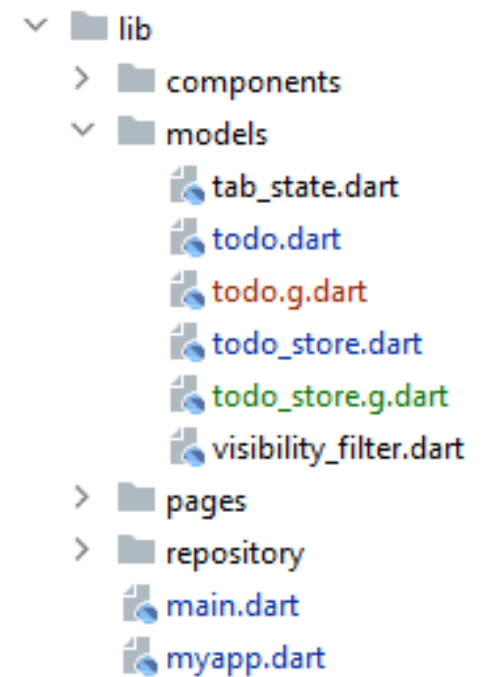 lib
components
models
tab_state.dart
todo.dart
todo.g.dart
todo_store.dart
todo_store.g.dart
visibility_filter.dart
pages
repository
main.dart
myapp.dart